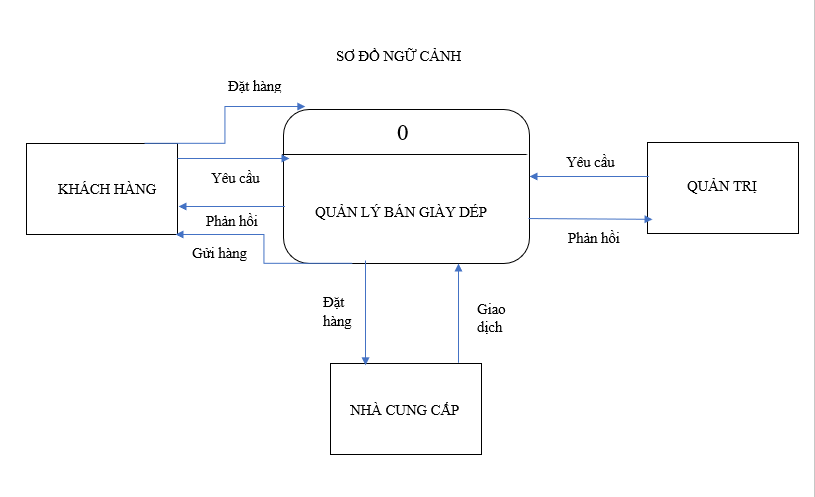 SƠ ĐỒ NGỮ CẢNH
Đặt hàng
0
KHÁCH HÀNG
Yêu cầu
Phản hồi
Gửi hàng
QUẢN LÝ BÁN GIÀY DÉP
Yêu cầu
QUẢN TRỊ
Phản hồi
Đặt
hàng
Giao
dịch
NHÀ CUNG CẤP